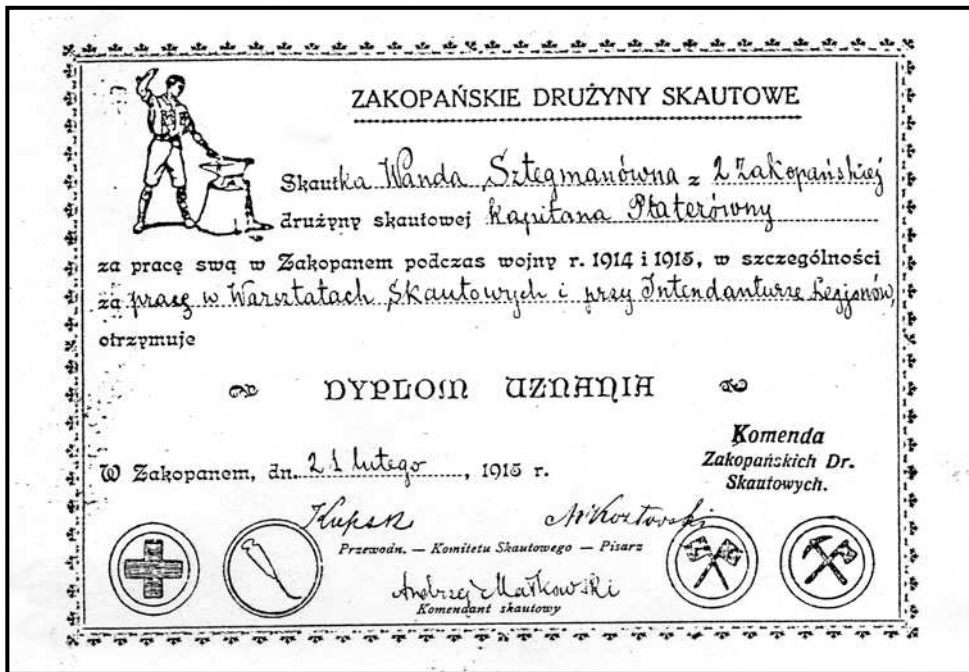 ZAKOPAŃSKIE DRUŻYNY SKAUTOWE
Skautka Wanda Sztegmanówna z 2 Zakopańskiej
drużyny skautowej Kapitana Platerówny
za pracę swą w Zakopanem podczas wojny r. 1914 i 1915, w szczególności
za pracę w Warsztatach Skautowych i przy Intendanturze Legjonów,
otrzymuje
DYPLOM UZNANIA
W Zakopanem, dn. 21 lutego, 1915 r.
Komenda
Zakopańskich Dr.
Skautowych.
Przewodn. — Komitetu Skautowego — Pisarz
Andrzej Małkowski
Komendant skautowy